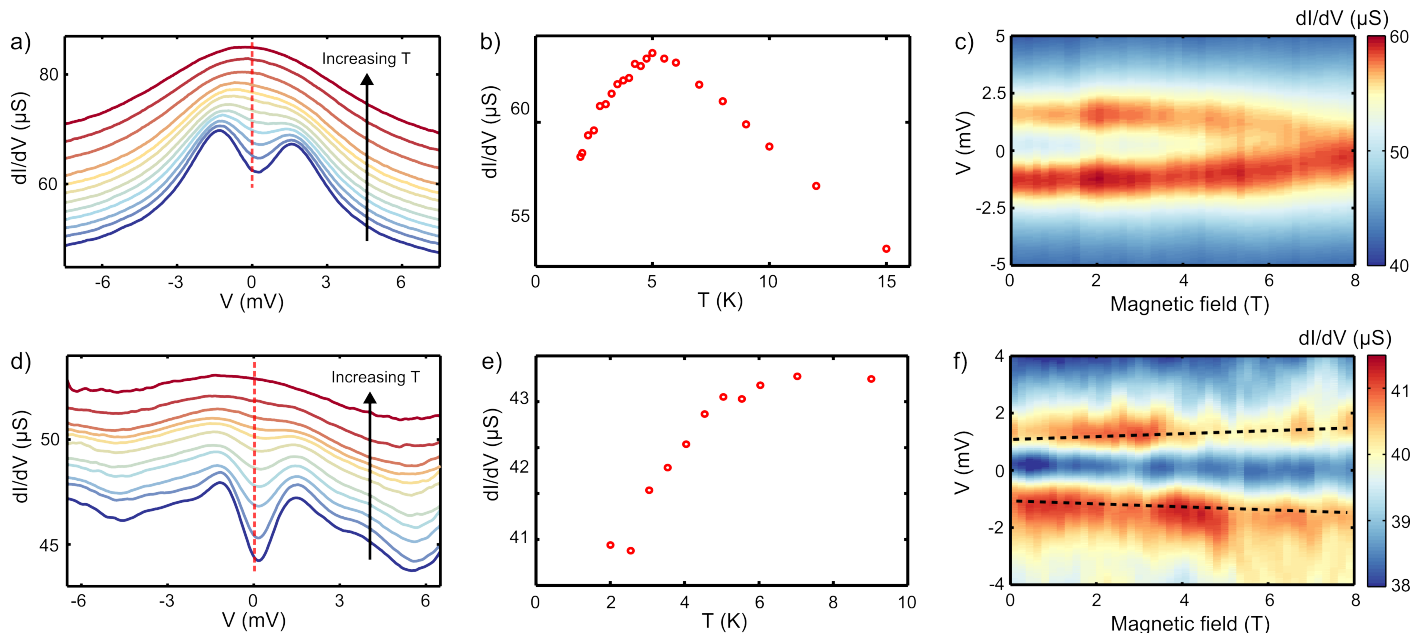 a)
dI/dV (µS)
80
60
Increasing T
-6 -3 0 3 6
V (mV)
b)
dI/dV (µS)
60
55
0 5 10 15
T (K)
c)
dI/dV (µS)
V (mV)
5
2.5
0
-2.5
-5
0 2 4 6 8
Magnetic field (T)
60
50
40
d)
dI/dV (µS)
50
45
Increasing T
-6 -3 0 3 6
V (mV)
e)
dI/dV (µS)
43
42
41
0 2 4 6 8 10
T (K)
f)
dI/dV (µS)
V (mV)
4
2
0
-2
-4
0 2 4 6 8
Magnetic field (T)
41
40
39
38